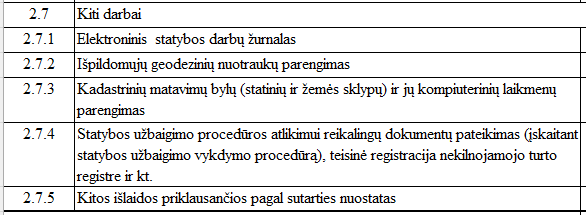 2.7 Kiti darbai
2.7.1 Elektroninis statybos darbų žurnalas
2.7.2 Išpildomųjų geodezinių nuotraukų parengimas
2.7.3 Kadastrinių matavimų bylų (statinių ir žemės sklypų) ir jų kompiuterinių laikmenų
parengimas
2.7.4 Statybos užbaigimo procedūros atlikimui reikalingų dokumentų pateikimas (įskaitant
statybos užbaigimo vykdymo procedūrą), teisinė registracija nekilnojamojo turto
registre ir kt.
2.7.5 Kitos išlaidos priklausančios pagal sutarties nuostatas